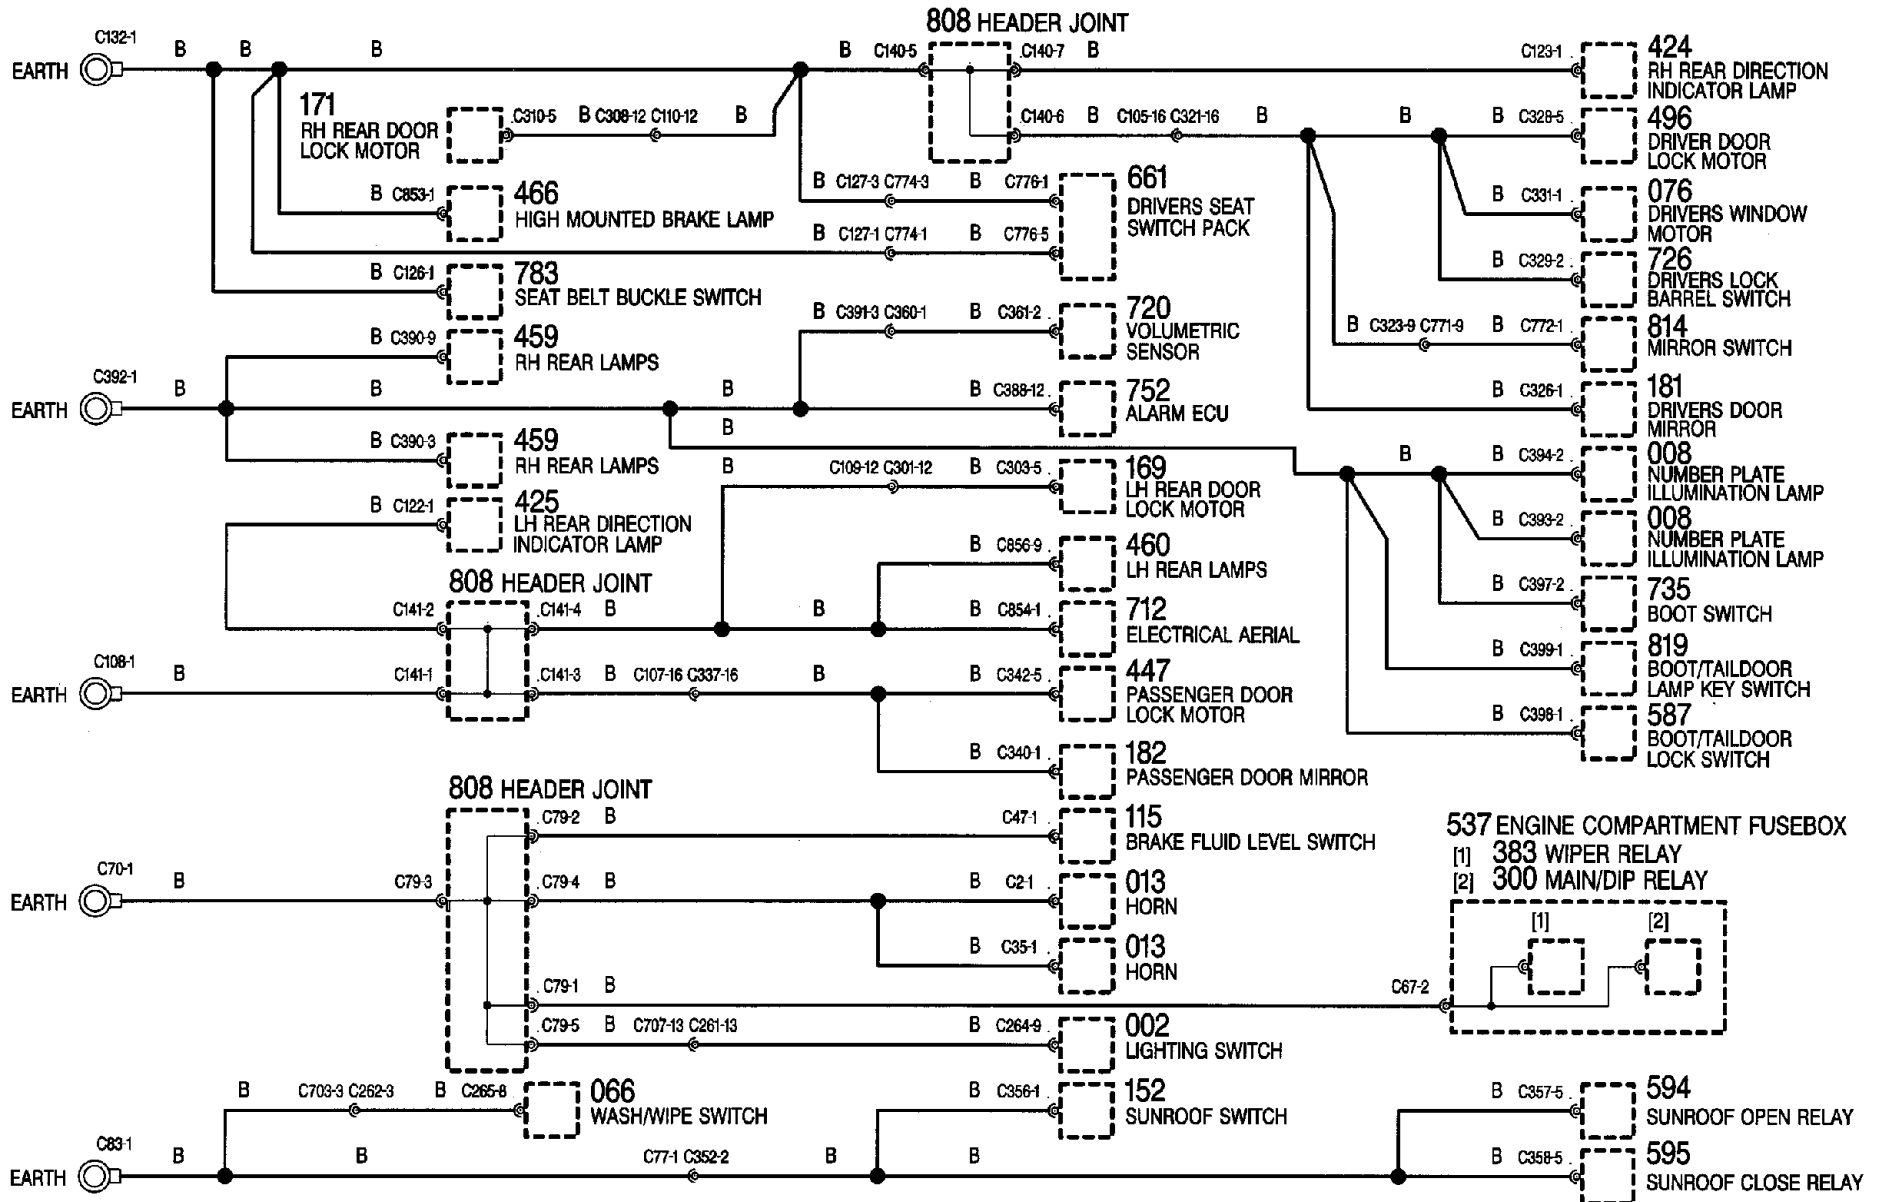 808 HEADER JOINT
C132-1 B B B B C140-5 C140-7 B C123-1 424
EARTH RH REAR DIRECTION
INDICATOR LAMP
171 C310-5 B C308-12 C110-12 B C140-6 B C105-16 C321-16 B B B C328-5 496
RH REAR DOOR DRIVER DOOR
LOCK MOTOR LOCK MOTOR
B C853-1 466 B C127-3 C774-3 B C776-1 661 B C331-1 076
HIGH MOUNTED BRAKE LAMP DRIVERS SEAT DRIVERS WINDOW
SWITCH PACK MOTOR
B C127-1 C774-1 B C776-5
B C126-1 783 B C329-2 726
SEAT BELT BUCKLE SWITCH DRIVERS LOCK
BARREL SWITCH
B C391-3 C360-1 B C361-2 720
VOLUMETRIC
SENSOR
B C390-9 459 B C323-9 C771-9 B C772-1 814
RH REAR LAMPS MIRROR SWITCH
C392-1 B B B B C388-12 752 B C326-1 181
EARTH ALARM ECU DRIVERS DOOR
MIRROR
B
B C390-3 459 B C109-12 C301-12 B C303-5 169 B B C394-2 008
RH REAR LAMPS LH REAR DOOR NUMBER PLATE
LOCK MOTOR ILLUMINATION LAMP
B C122-1 425 B C393-2 008
LH REAR DIRECTION NUMBER PLATE
INDICATOR LAMP ILLUMINATION LAMP
B C856-9 460
LH REAR LAMPS
808 HEADER JOINT B C397-2 735
BOOT SWITCH
C141-2 C141-4 B B B C854-1 712
ELECTRICAL AERIAL
B C399-1 819
BOOT/TAILDOOR
LAMP KEY SWITCH
C108-1 B C141-1 C141-3 B C107-16 C337-16 B B C342-5 447
EARTH PASSENGER DOOR
LOCK MOTOR
B C398-1 587
BOOT/TAILDOOR
LOCK SWITCH
B C340-1 182
PASSENGER DOOR MIRROR
808 HEADER JOINT
C79-2 B C47-1 115
BRAKE FLUID LEVEL SWITCH
537 ENGINE COMPARTMENT FUSEBOX
[1] 383 WIPER RELAY
[2] 300 MAIN/DIP RELAY
C70-1 B C79-3 C79-4 B B C2-1 013
EARTH HORN
[1] [2]
B C35-1 013
HORN
C79-1 B C67-2
C79-5 B C707-13 C261-13 B C264-9 002
LIGHTING SWITCH
B C703-3 C262-3 B C265-8 066 B C356-1 152 B C357-5 594
WASH/WIPE SWITCH SUNROOF SWITCH SUNROOF OPEN RELAY
C83-1 B B C77-1 C352-2 B B B C358-5 595
EARTH SUNROOF CLOSE RELAY